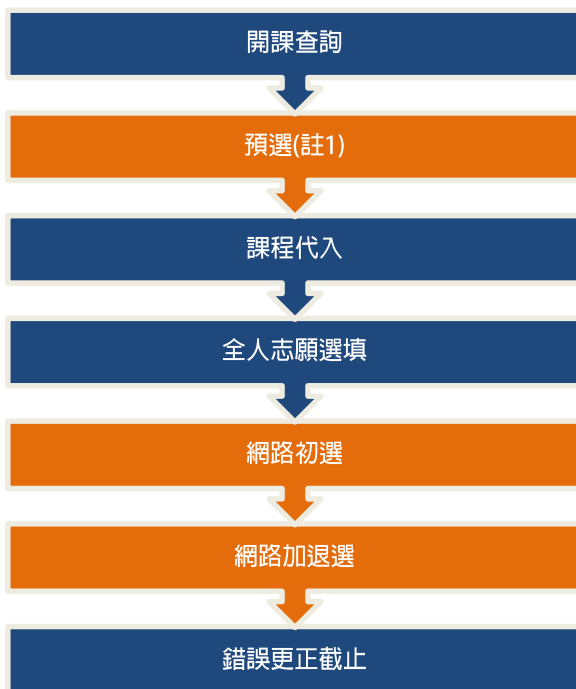 開課查詢
預選(註1)
課程代入
全人志願選填
網路初選
網路加退選
錯誤更正截止